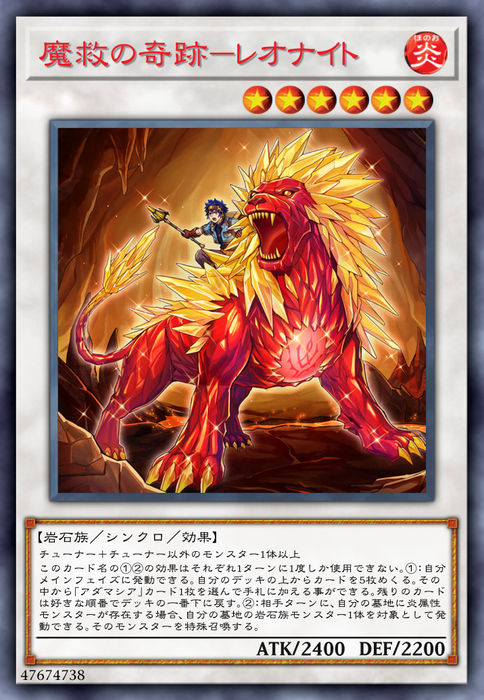 魔救の奇跡－レオナイト
ほのお
炎
【岩石族／シンクロ／効果】
チューナー＋チューナー以外のモンスター1体以上
このカード名の①②の効果はそれぞれ1ターンに1度しか使用できない。①：自分
メインフェイズに発動できる。自分のデッキの上からカードを5枚めくる。その
中から「アダマシア」カード1枚を選んで手札に加える事ができる。残りのカード
は好きな順番でデッキの一番下に戻す。②：相手ターンに、自分の墓地に炎属性
モンスターが存在する場合、自分の墓地の岩石族モンスター1体を対象として発
動できる。そのモンスターを特殊召喚する。
ATK/2400 DEF/2200
47674738